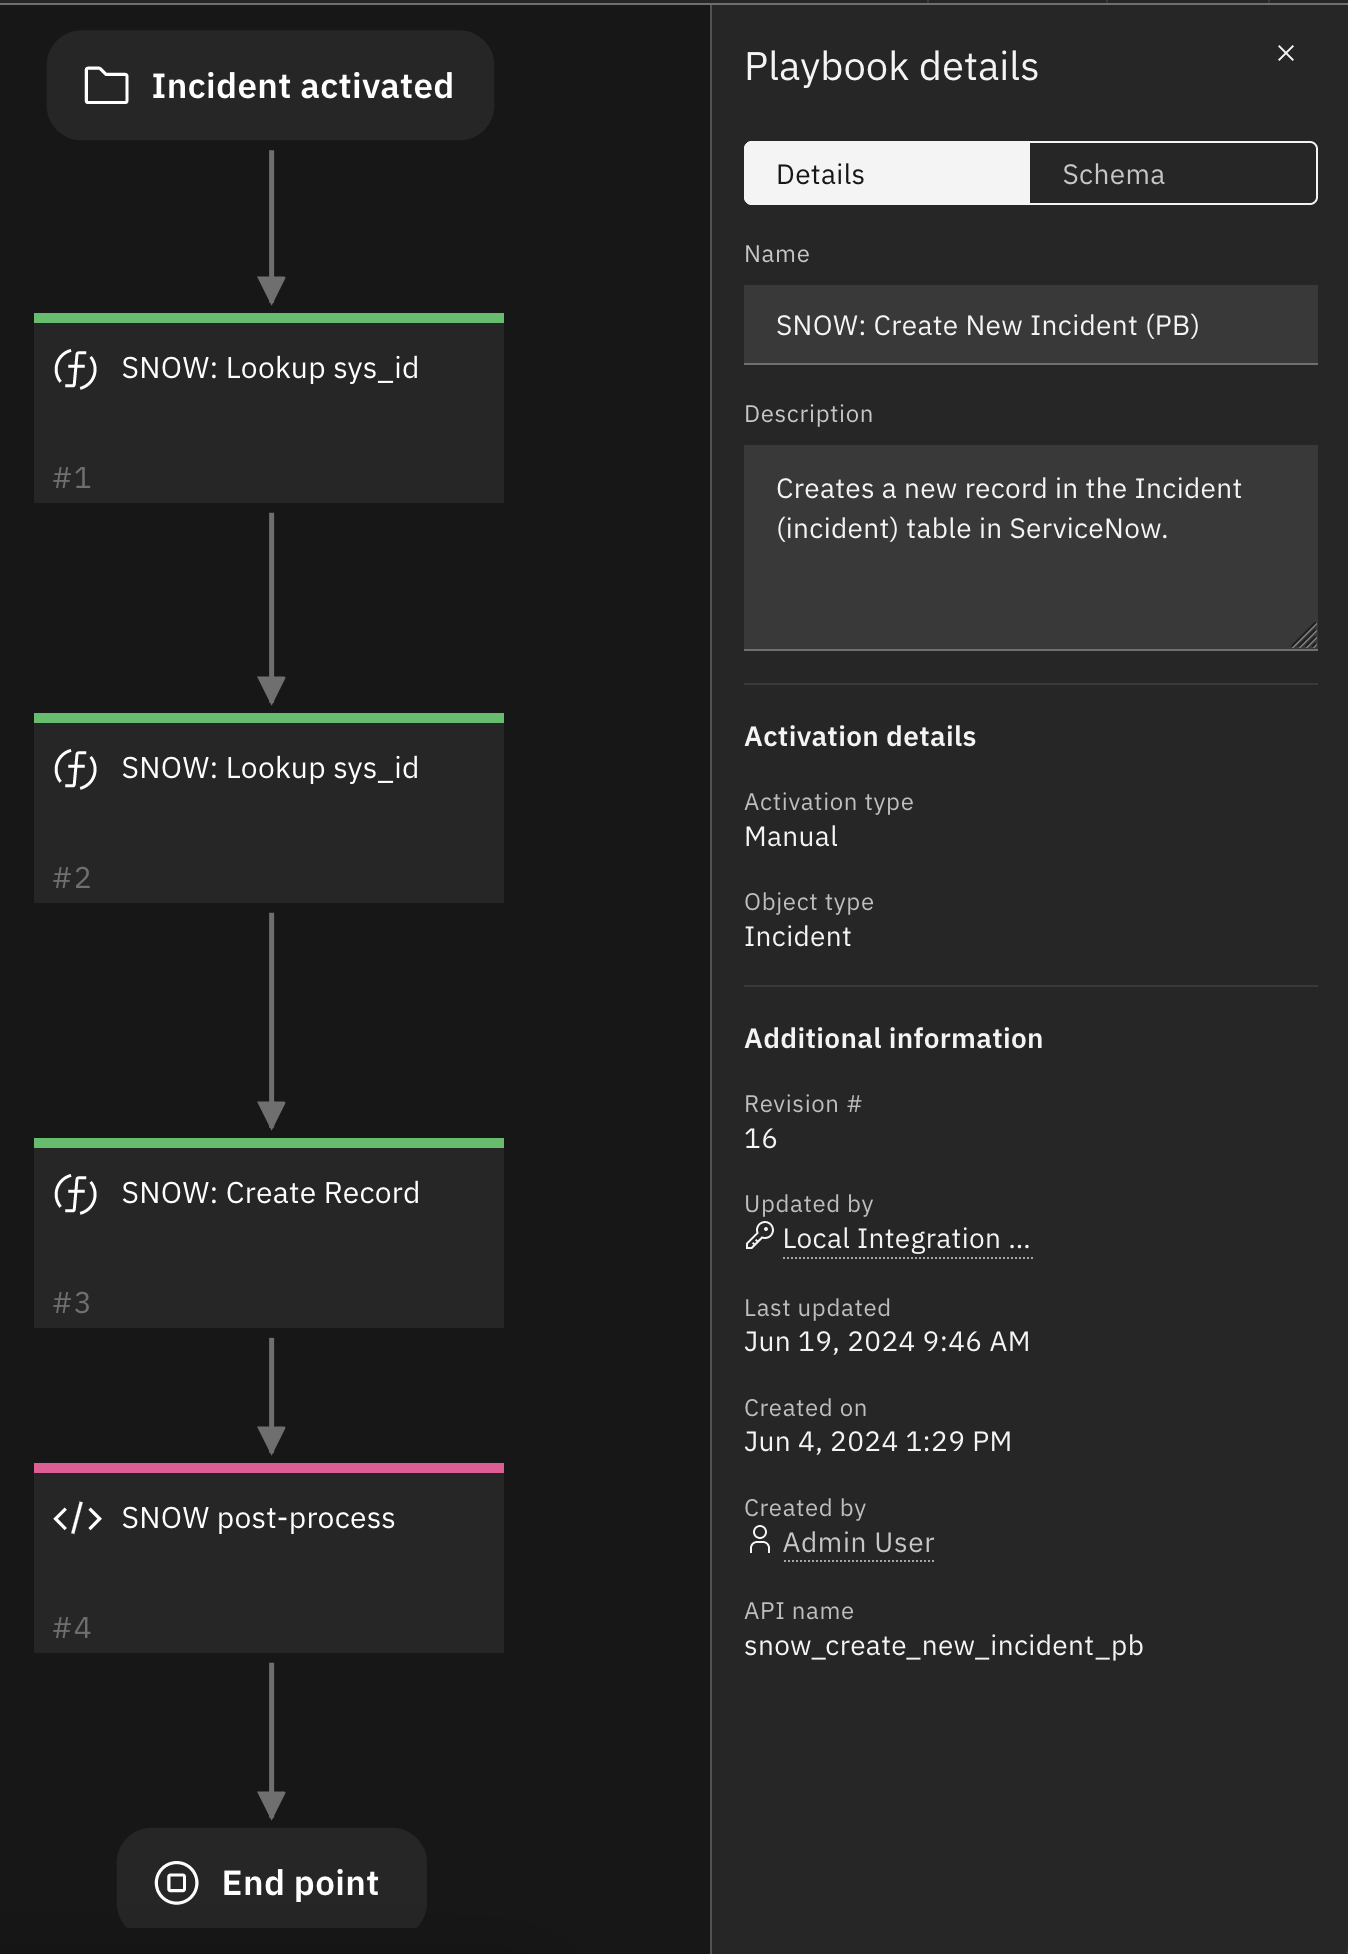 Incident activated
SNOW: Lookup sys_id
#1
SNOW: Lookup sys_id
#2
SNOW: Create Record
#3
</> SNOW post-process
#4
End point
Playbook details
Details
Schema
Name
SNOW: Create New Incident (PB)
Description
Creates a new record in the Incident
(incident) table in ServiceNow.
Activation details
Activation type
Manual
Object type
Incident
Additional information
Revision #
16
Updated by
Local Integration ...
Last updated
Jun 19, 2024 9:46 AM
Created on
Jun 4, 2024 1:29 PM
Created by
Admin User
API name
snow_create_new_incident_pb